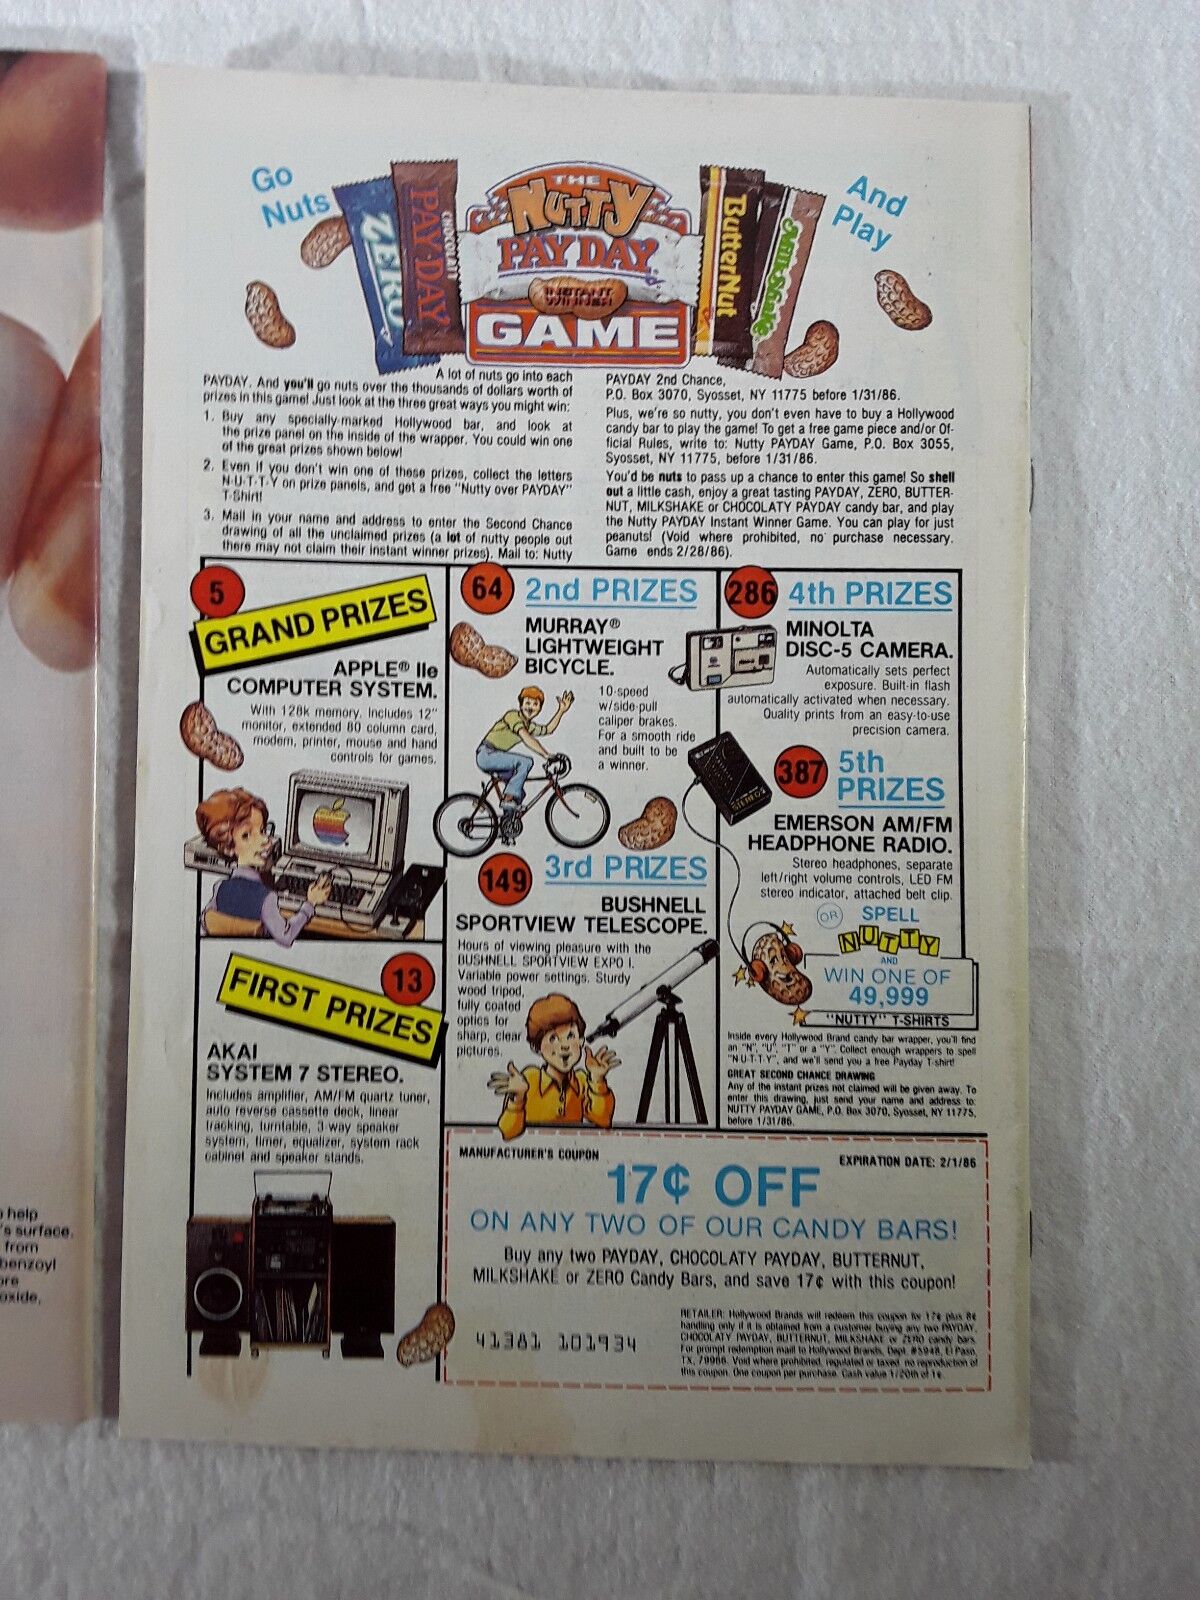 Go
Nuts
ZERO
CHOCOLATY
PAYDAY
THE
NUTTY
PAYDAY
INSTANT
WINNER
GAME
ButterNut
Milk Shake
And
Play
A lot of nuts go into each
PAYDAY. And you'll go nuts over the thousands of dollars worth of
prizes in this game! Just look at the three great ways you might win:
1. Buy any specially-marked Hollywood bar, and look at
the prize panel on the inside of the wrapper. You could win one
of the great prizes shown below!
2. Even if you don't win one of these prizes, collect the letters
N-U-T-T-Y on prize panels, and get a free "Nutty over PAYDAY"
T-Shirt!
3. Mail in your name and address to enter the Second Chance
drawing of all the unclaimed prizes (a lot of nutty people out
there may not claim their instant winner prizes). Mail to: Nutty
PAYDAY 2nd Chance,
P.O. Box 3070, Syosset, NY 11775 before 1/31/86.
Plus, we're so nutty, you don't even have to buy a Hollywood
candy bar to play the game! To get a free game piece and/or Of-
ficial Rules, write to: Nutty PAYDAY Game, P.O. Box 3055,
Syosset, NY 11775, before 1/31/86.
You'd be nuts to pass up a chance to enter this game! So shell
out a little cash, enjoy a great tasting PAYDAY, ZERO, BUTTER-
NUT, MILKSHAKE or CHOCOLATY PAYDAY candy bar, and play
the Nutty PAYDAY Instant Winner Game. You can play for just
peanuts! (Void where prohibited, no purchase necessary.
Game ends 2/28/86).
5
GRAND PRIZES
APPLE® IIe
COMPUTER SYSTEM.
With 128k memory. Includes 12"
monitor, extended 80 column card,
modem, printer, mouse and hand
controls for games.
13
FIRST PRIZES
AKAI
SYSTEM 7 STEREO.
Includes amplifier, AM/FM quartz tuner,
auto reverse cassette deck, linear
tracking, turntable, 3-way speaker
system, timer, equalizer, system rack
cabinet and speaker stands.
64
2nd PRIZES
MURRAY®
LIGHTWEIGHT
BICYCLE.
10-speed
w/side-pull
caliper brakes.
For a smooth ride
and built to be
a winner.
149
3rd PRIZES
BUSHNELL
SPORTVIEW TELESCOPE.
Hours of viewing pleasure with the
BUSHNELL SPORTVIEW EXPO I.
Variable power settings. Sturdy
wood tripod,
fully coated
optics for
sharp, clear
pictures.
286
4th PRIZES
MINOLTA
DISC-5 CAMERA.
Automatically sets perfect
exposure. Built-in flash
automatically activated when necessary.
Quality prints from an easy-to-use
precision camera.
STEREO
387
5th
PRIZES
EMERSON AM/FM
HEADPHONE RADIO.
Stereo headphones, separate
left/right volume controls, LED FM
stereo indicator, attached belt clip.
OR SPELL
NUTTY
AND
WIN ONE OF
49,999
"NUTTY" T-SHIRTS
Inside every Hollywood Brand candy bar wrapper, you'll find
an "N", "U", "T" or a "Y". Collect enough wrappers to spell
"N-U-T-T-Y", and we'll send you a free Payday T-shirt!
GREAT SECOND CHANCE DRAWING
Any of the instant prizes not claimed will be given away. To
enter this drawing, just send your name and address to:
NUTTY PAYDAY GAME, P.O. Box 3070, Syosset, NY 11775,
before 1/31/86.
MANUFACTURER'S COUPON
EXPIRATION DATE: 2/1/86
17¢ OFF
ON ANY TWO OF OUR CANDY BARS!
Buy any two PAYDAY, CHOCOLATY PAYDAY, BUTTERNUT,
MILKSHAKE or ZERO Candy Bars, and save 17¢ with this coupon!
41381 101934
RETAILER: Hollywood Brands will redeem this coupon for 17¢ plus 8¢
handling only if it is obtained from a customer buying any two PAYDAY,
CHOCOLATY PAYDAY, BUTTERNUT, MILKSHAKE or ZERO candy bars.
For prompt redemption mail to Hollywood Brands, Dept. #5948, El Paso,
TX, 79966. Void where prohibited, regulated or taxed no reproduction of
this coupon. One coupon per purchase. Cash value 1/20th of 1¢.
help
's surface.
from
benzoyl
oxide,